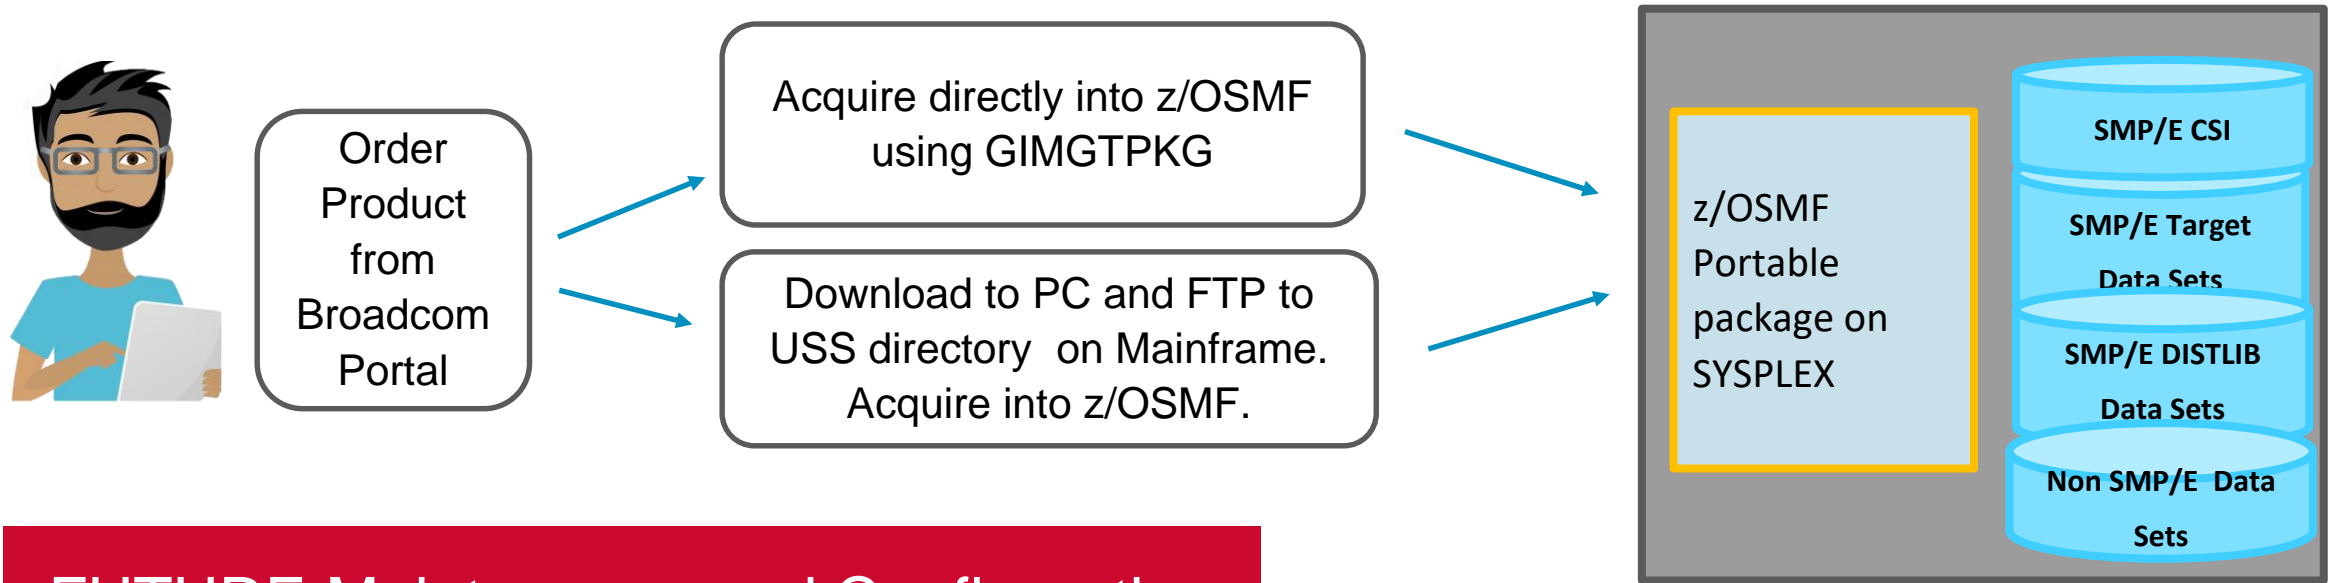 Order
Product
from
Broadcom
Portal
Acquire directly into z/OSMF
using GIMGTPKG
Download to PC and FTP to
USS directory on Mainframe.
Acquire into z/OSMF.
z/OSMF
Portable
package on
SYSPLEX
SMP/E CSI
SMP/E Target
Data Sets
SMP/E DISTLIB
Data Sets
Non SMP/E Data
Sets
FUTURE